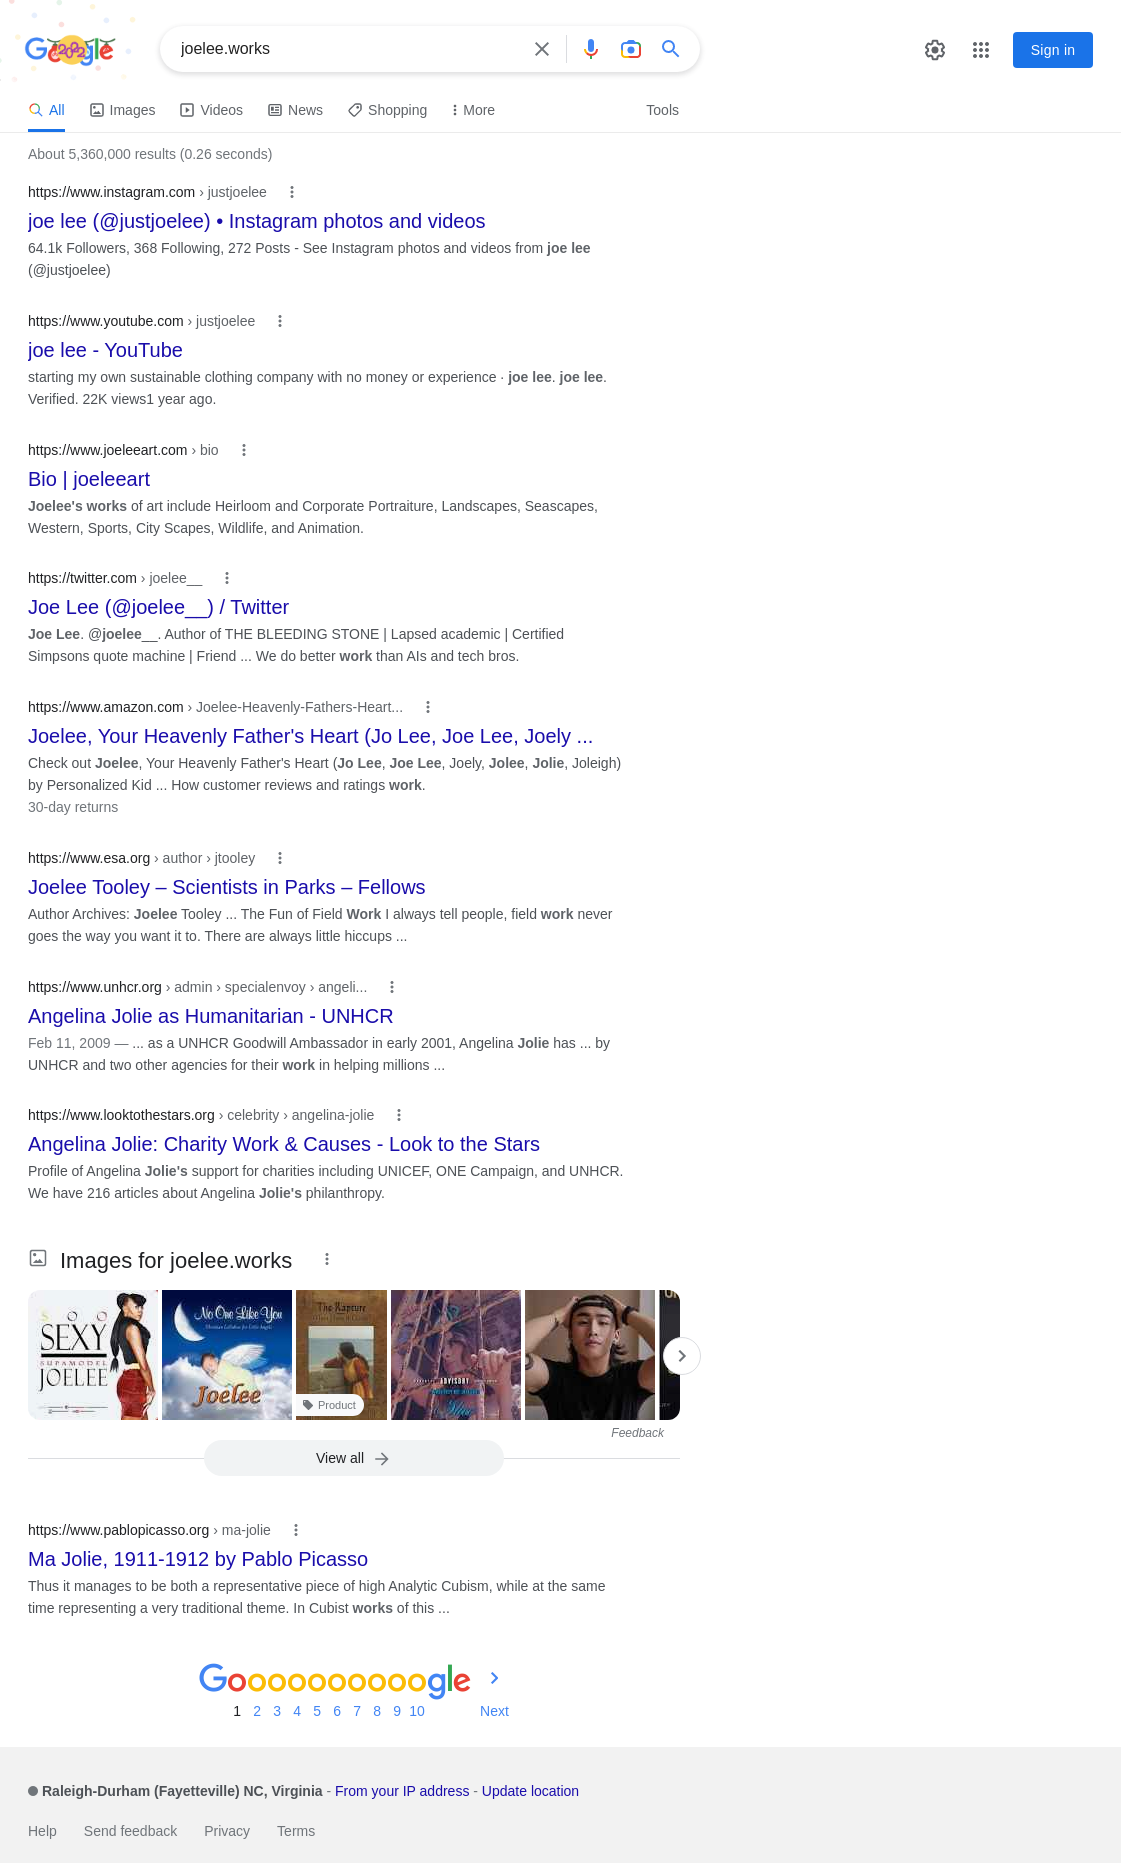 Google
joelee.works
Sign in
All
Images
Videos
News
Shopping
More
Tools
About 5,360,000 results (0.26 seconds)
https://www.instagram.com › justjoelee
joe lee (@justjoelee) • Instagram photos and videos
64.1k Followers, 368 Following, 272 Posts - See Instagram photos and videos from joe lee
(@justjoelee)
https://www.youtube.com › justjoelee
joe lee - YouTube
starting my own sustainable clothing company with no money or experience · joe lee. joe lee.
Verified. 22K views1 year ago.
https://www.joeleeart.com › bio
Bio | joeleeart
Joelee's works of art include Heirloom and Corporate Portraiture, Landscapes, Seascapes,
Western, Sports, City Scapes, Wildlife, and Animation.
https://twitter.com › joelee__
Joe Lee (@joelee__) / Twitter
Joe Lee. @joelee__. Author of THE BLEEDING STONE | Lapsed academic | Certified
Simpsons quote machine | Friend ... We do better work than AIs and tech bros.
https://www.amazon.com › Joelee-Heavenly-Fathers-Heart...
Joelee, Your Heavenly Father's Heart (Jo Lee, Joe Lee, Joely ...
Check out Joelee, Your Heavenly Father's Heart (Jo Lee, Joe Lee, Joely, Jolee, Jolie, Joleigh)
by Personalized Kid ... How customer reviews and ratings work.
30-day returns
https://www.esa.org › author › jtooley
Joelee Tooley – Scientists in Parks – Fellows
Author Archives: Joelee Tooley ... The Fun of Field Work I always tell people, field work never
goes the way you want it to. There are always little hiccups ...
https://www.unhcr.org › admin › specialenvoy › angeli...
Angelina Jolie as Humanitarian - UNHCR
Feb 11, 2009 — ... as a UNHCR Goodwill Ambassador in early 2001, Angelina Jolie has ... by
UNHCR and two other agencies for their work in helping millions ...
https://www.looktothestars.org › celebrity › angelina-jolie
Angelina Jolie: Charity Work & Causes - Look to the Stars
Profile of Angelina Jolie's support for charities including UNICEF, ONE Campaign, and UNHCR.
We have 216 articles about Angelina Jolie's philanthropy.
Images for joelee.works
SOO
SEXY
SUPAMODEL
JOELEE
No One Like You
Joelee
The Rapture
Product
ADVISORY
Feedback
View all
https://www.pablopicasso.org › ma-jolie
Ma Jolie, 1911-1912 by Pablo Picasso
Thus it manages to be both a representative piece of high Analytic Cubism, while at the same
time representing a very traditional theme. In Cubist works of this ...
Goooooooooogle
1 2 3 4 5 6 7 8 9 10 Next
Raleigh-Durham (Fayetteville) NC, Virginia - From your IP address - Update location
Help
Send feedback
Privacy
Terms